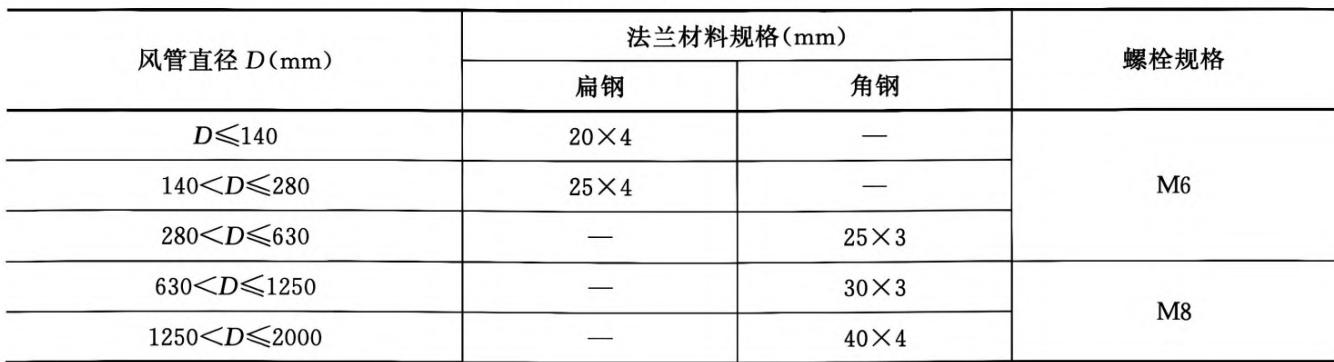 风管直径 D(mm) 法兰材料规格(mm) 螺栓规格
扁钢 角钢
D≤140 20×4 —
140<D≤280 25×4 — M6
280<D≤630 — 25×3
630<D≤1250 — 30×3
M8
1250<D≤2000 — 40×4